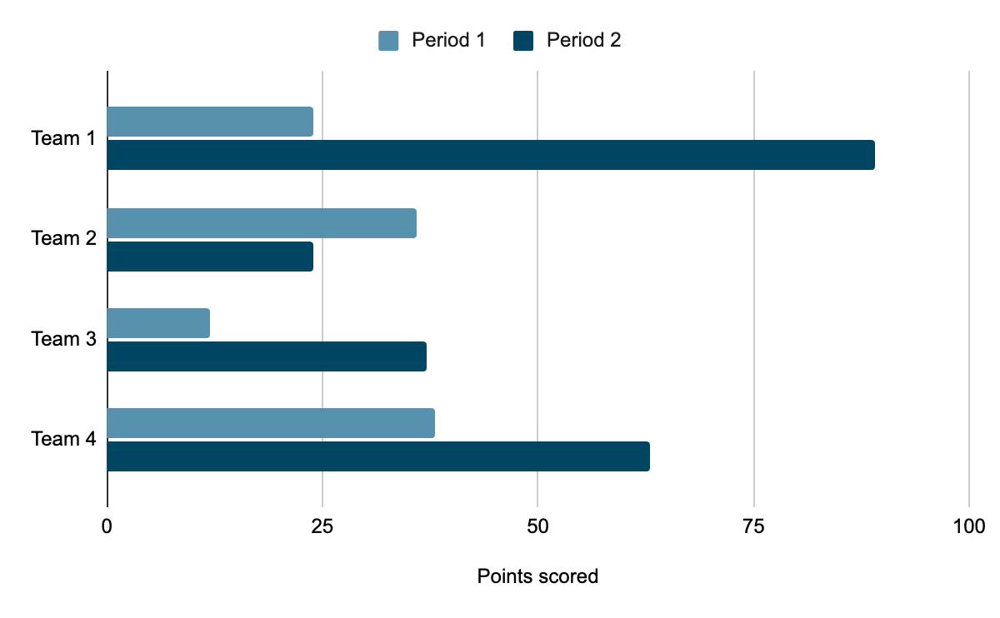 Period 1 Period 2
Team 1
Team 2
Team 3
Team 4
0 25 50 75 100
Points scored